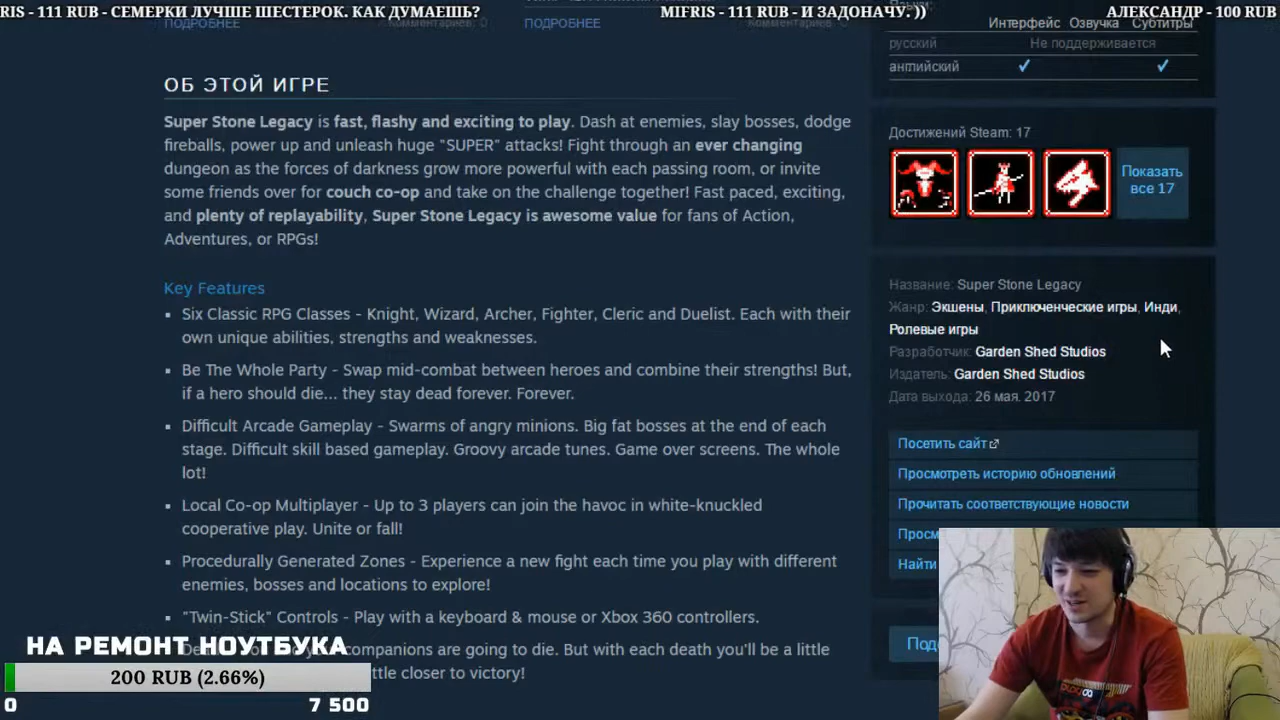 RIS - 111 RUB - СЕМЕРКИ ЛУЧШЕ ШЕСТЕРОК. КАК ДУМАЕШЬ?
MIFRIS - 111 RUB - И ЗАДОНАЧУ. ))
АЛЕКСАНДР - 100 RUB
ПОДРОБНЕЕ
Комментариев: 0
ПОДРОБНЕЕ
Комментариев: 0
Интерфейс Озвучка Субтитры
русский Не поддерживается
английский ✔ ✔
ОБ ЭТОЙ ИГРЕ
Super Stone Legacy is fast, flashy and exciting to play. Dash at enemies, slay bosses, dodge
fireballs, power up and unleash huge "SUPER" attacks! Fight through an ever changing
dungeon as the forces of darkness grow more powerful with each passing room, or invite
some friends over for couch co-op and take on the challenge together! Fast paced, exciting,
and plenty of replayability, Super Stone Legacy is awesome value for fans of Action,
Adventures, or RPGs!
Key Features
Six Classic RPG Classes - Knight, Wizard, Archer, Fighter, Cleric and Duelist. Each with their
own unique abilities, strengths and weaknesses.
Be The Whole Party - Swap mid-combat between heroes and combine their strengths! But,
if a hero should die... they stay dead forever. Forever.
Difficult Arcade Gameplay - Swarms of angry minions. Big fat bosses at the end of each
stage. Difficult skill based gameplay. Groovy arcade tunes. Game over screens. The whole
lot!
Local Co-op Multiplayer - Up to 3 players can join the havoc in white-knuckled
cooperative play. Unite or fall!
Procedurally Generated Zones - Experience a new fight each time you play with different
enemies, bosses and locations to explore!
"Twin-Stick" Controls - Play with a keyboard & mouse or Xbox 360 controllers.
companions are going to die. But with each death you'll be a little
closer to victory!
Достижений Steam: 17
Показать
все 17
Название: Super Stone Legacy
Жанр: Экшены, Приключенческие игры, Инди,
Ролевые игры
Разработчик: Garden Shed Studios
Издатель: Garden Shed Studios
Дата выхода: 26 мая. 2017
Посетить сайт
Просмотреть историю обновлений
Прочитать соответствующие новости
Просм
Найти
Под
НА РЕМОНТ НОУТБУКА
200 RUB (2.66%)
0 7 500